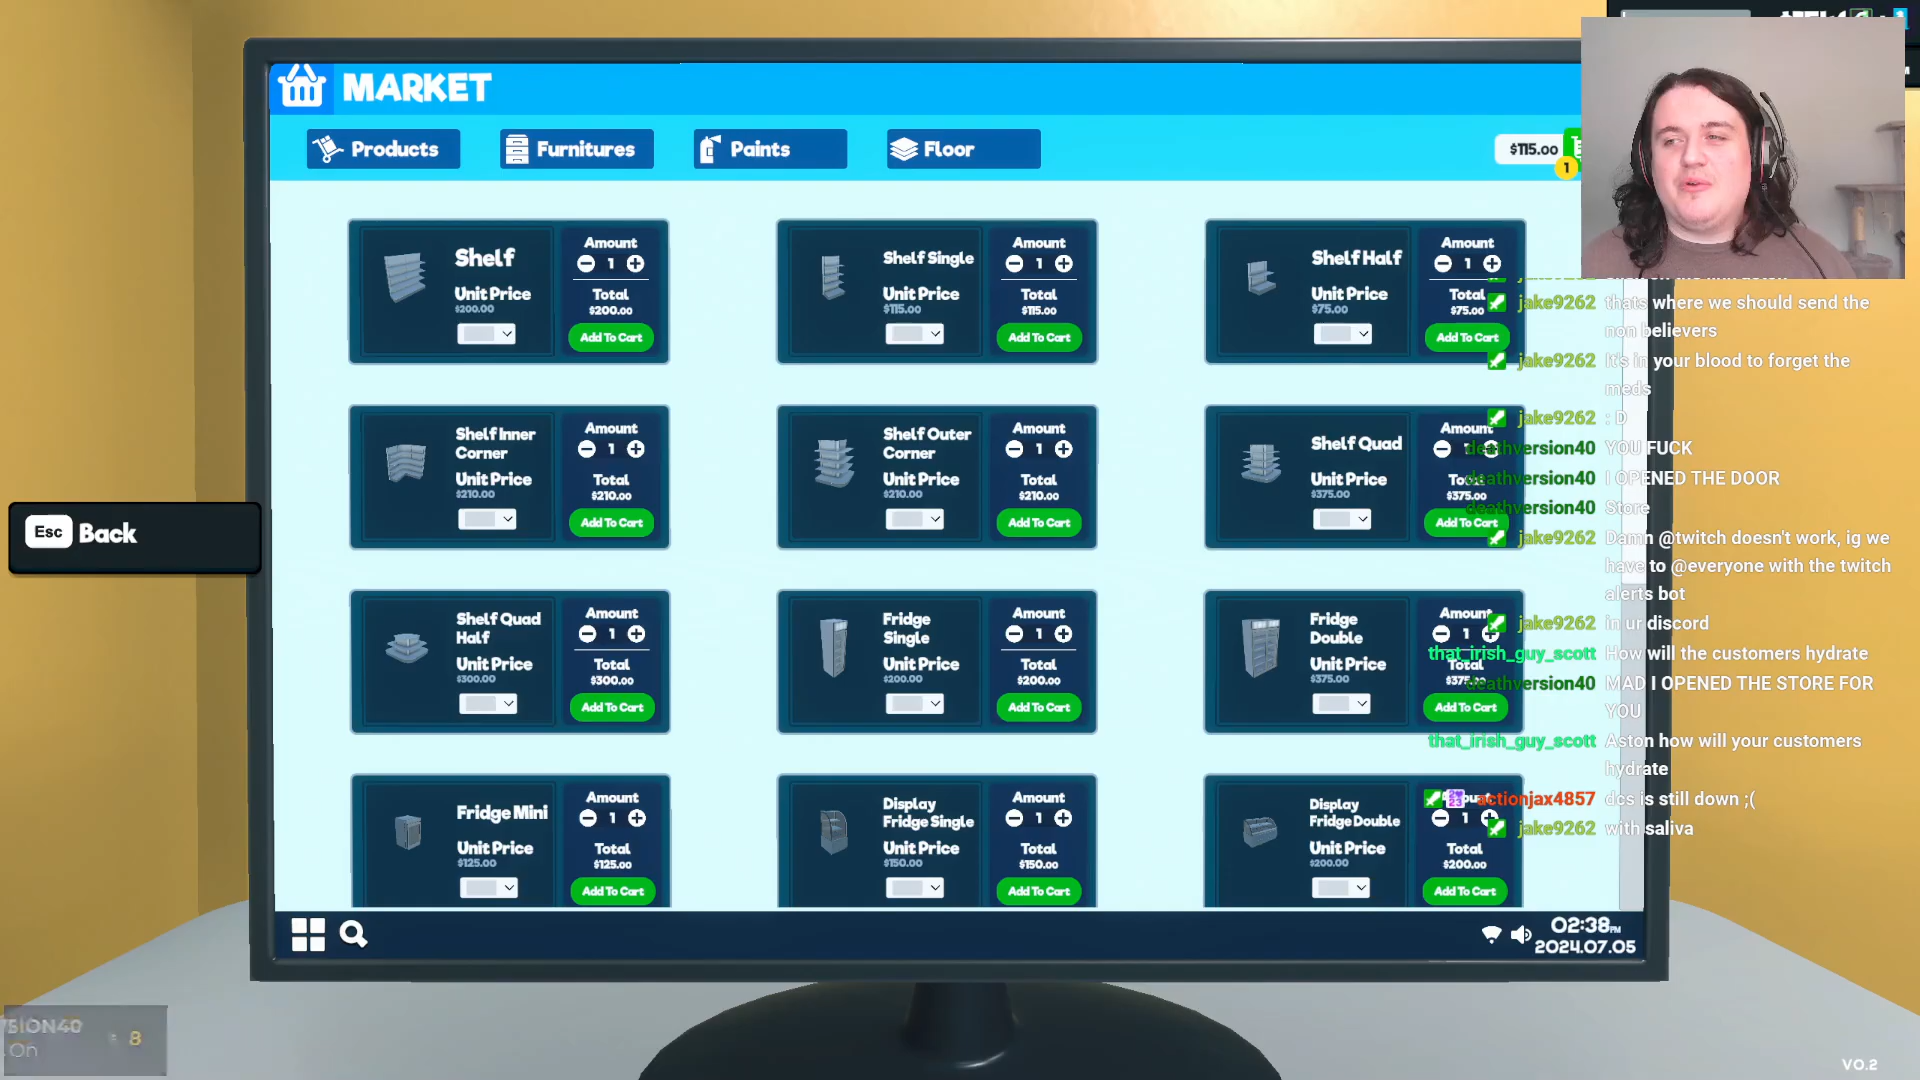 MARKET
Products
Furnitures
Paints
Floor
$115.00
1
Shelf
Unit Price
$200.00
Amount
1
Total
$200.00
Add To Cart
Shelf Single
Unit Price
$115.00
Amount
1
Total
$115.00
Add To Cart
Shelf Half
Unit Price
$75.00
Amount
1
Total
$75.00
Add To Cart
Shelf Inner
Corner
Unit Price
$210.00
Amount
1
Total
$210.00
Add To Cart
Shelf Outer
Corner
Unit Price
$210.00
Amount
1
Total
$210.00
Add To Cart
Shelf Quad
Unit Price
$375.00
Amount
1
$375.00
Add To Cart
Shelf Quad
Half
Unit Price
$300.00
Amount
1
Total
$300.00
Add To Cart
Fridge
Single
Unit Price
$200.00
Amount
1
Total
$200.00
Add To Cart
Fridge
Double
Unit Price
$375.00
Amount
1
Total
$375.00
Add To Cart
Fridge Mini
Unit Price
$125.00
Amount
1
Total
$125.00
Add To Cart
Display
Fridge Single
Unit Price
$150.00
Amount
1
Total
$150.00
Add To Cart
Display
Fridge Double
Unit Price
$200.00
1
Total
$200.00
Add To Cart
jake9262 thats where we should send the
non believers
jake9262 It's in your blood to forget the
meds
jake9262 : D
deathversion40 YOU FUCK
deathversion40 I OPENED THE DOOR
deathversion40 Store
jake9262 Damn @twitch doesn't work, ig we
have to @everyone with the twitch
alerts bot
jake9262 in ur discord
that_irish_guy_scott How will the customers hydrate
deathversion40 MAD I OPENED THE STORE FOR
YOU
that_irish_guy_scott Aston how will your customers
hydrate
actionjax4857 dcs is still down ;(
jake9262 with saliva
Esc Back
02:38PM
2024.07.05
SION40
On
: 8
V0.2